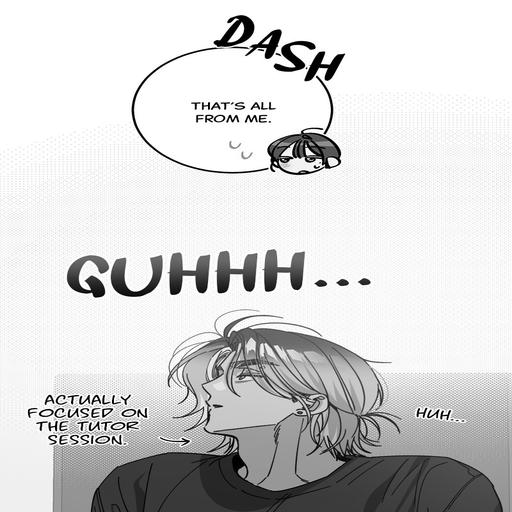 DASH
THAT'S ALL
FROM ME.
GUHHH...
ACTUALLY
FOCUSED ON
THE TUTOR
SESSION.
HUH...